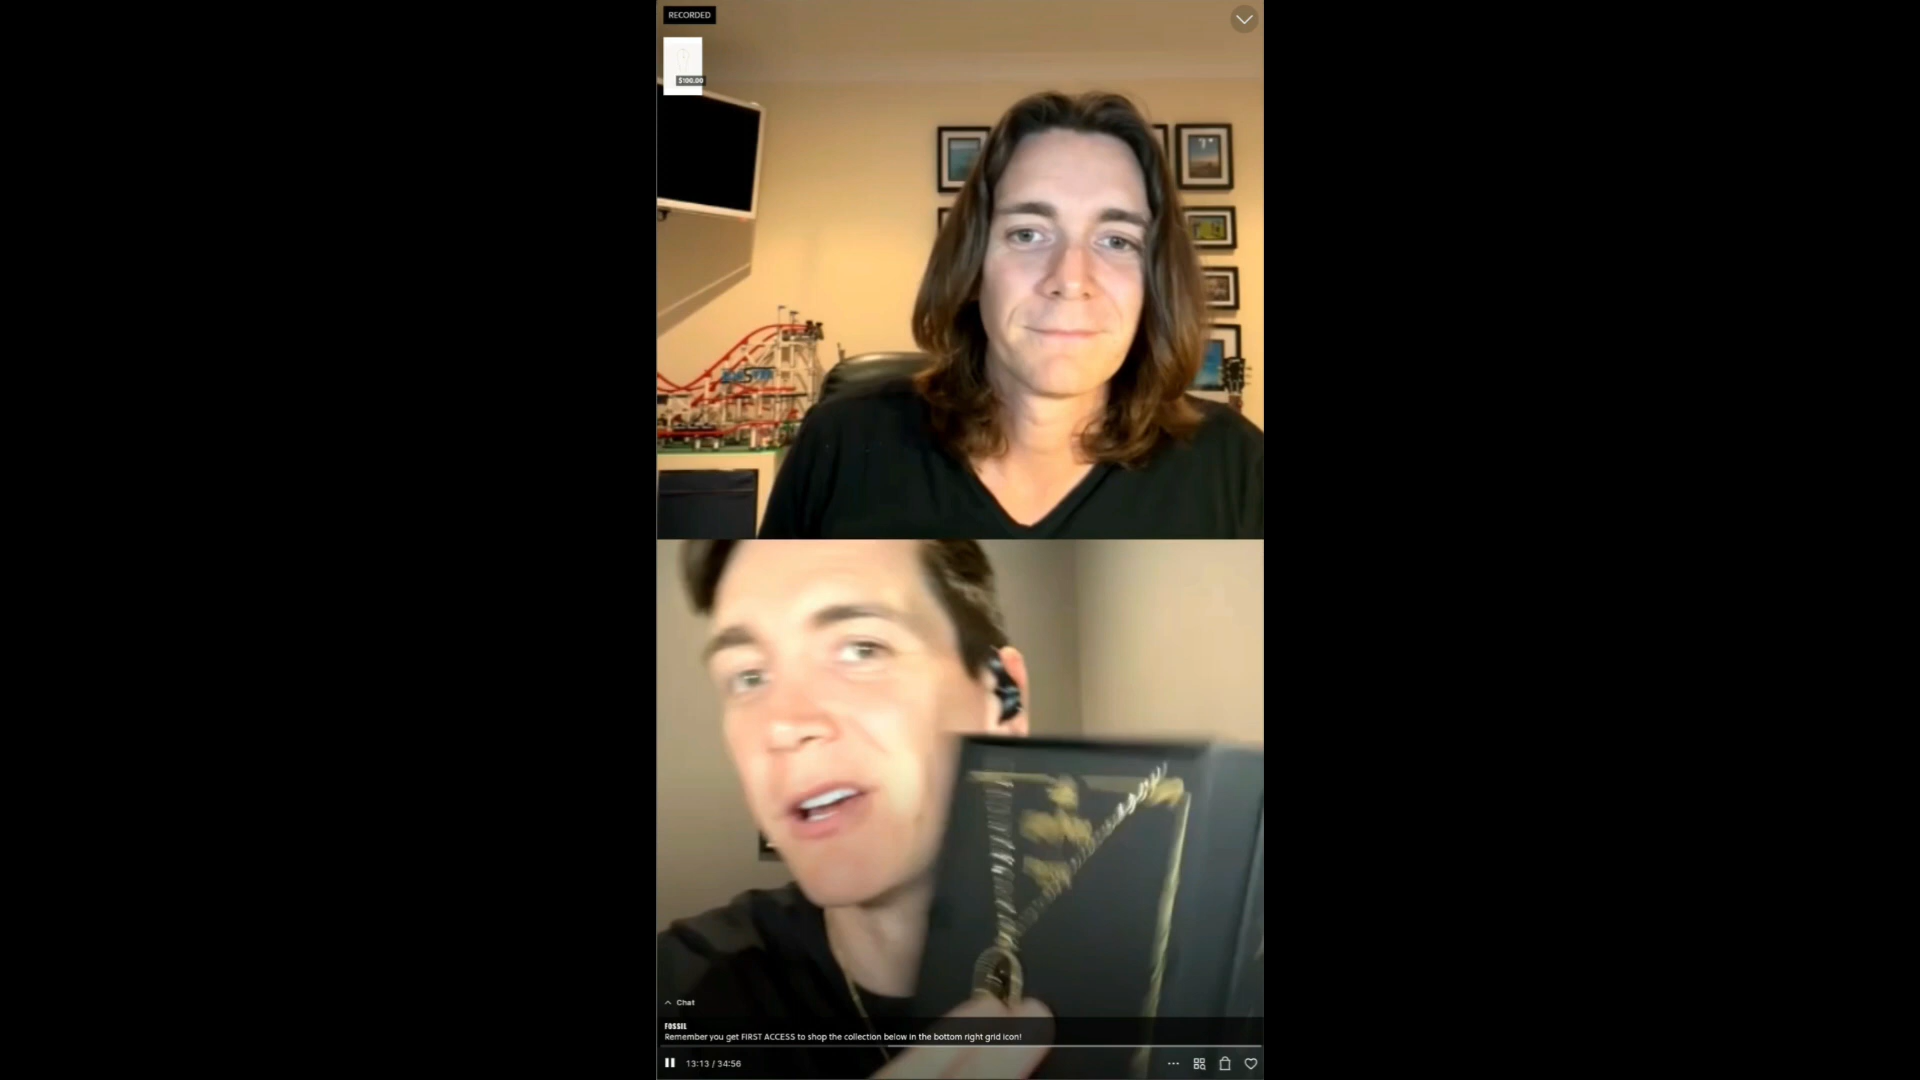 RECORDED
$106.00
Chat
FOSSIL
Remember you get FIRST ACCESS to shop the collection below in the bottom right grid icon!
13:13 / 34:56